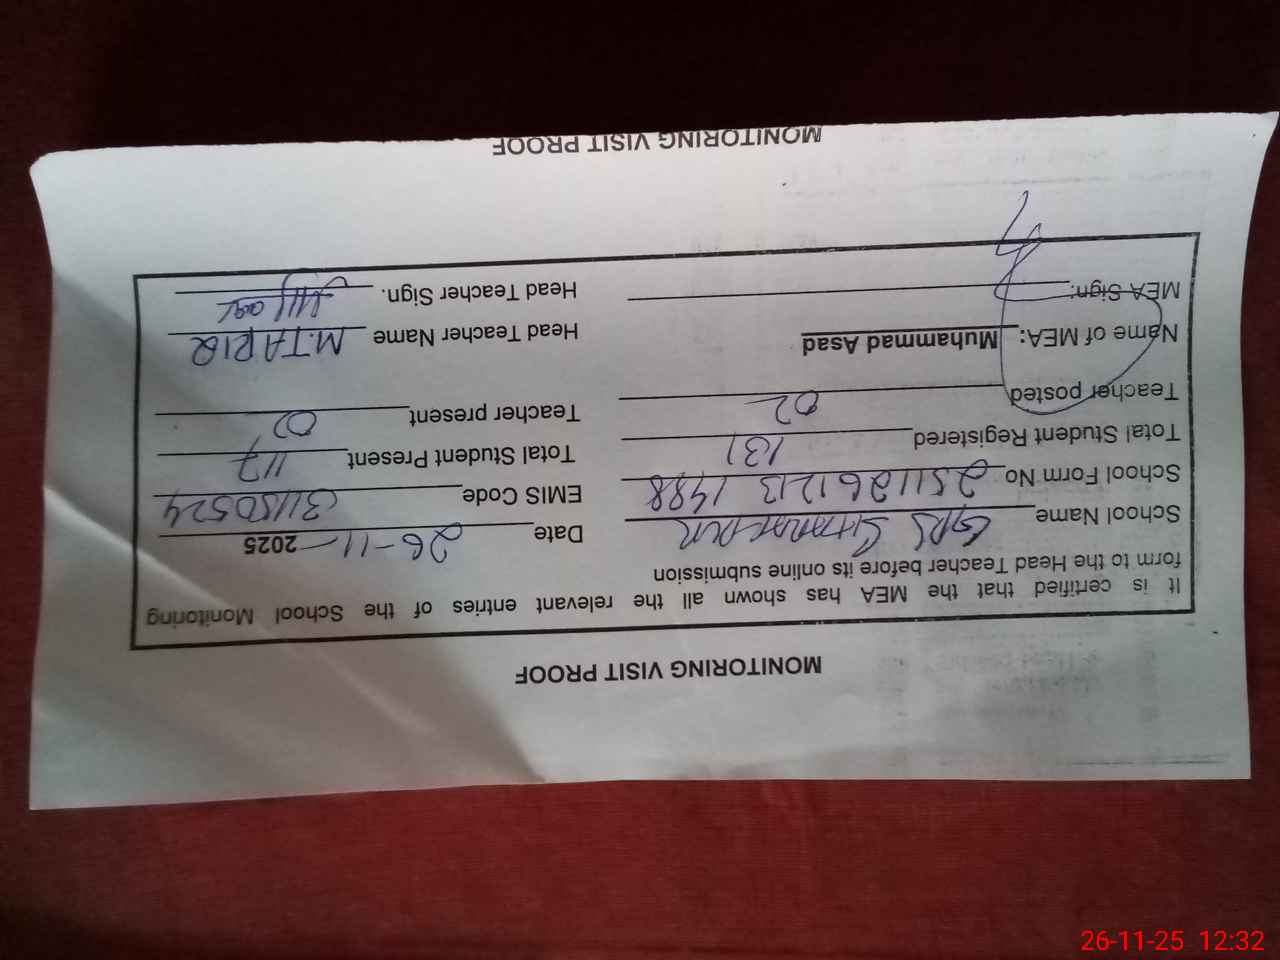 MONITORING VISIT PROOF
It is certified that the MEA has shown all the relevant entries of the School Monitoring
form to the Head Teacher before its online submission
School Name GPS Date 26-11-2025
School Form No 251126 1213 1488 EMIS Code 31150524
Total Student Registered 131 Total Student Present 117
Teacher posted 02 Teacher present 02
Name of MEA: Muhammad Asad Head Teacher Name M.TARIQ
MEA Sign: Head Teacher Sign.
MONITORING VISIT PROOF
26-11-25 12:32